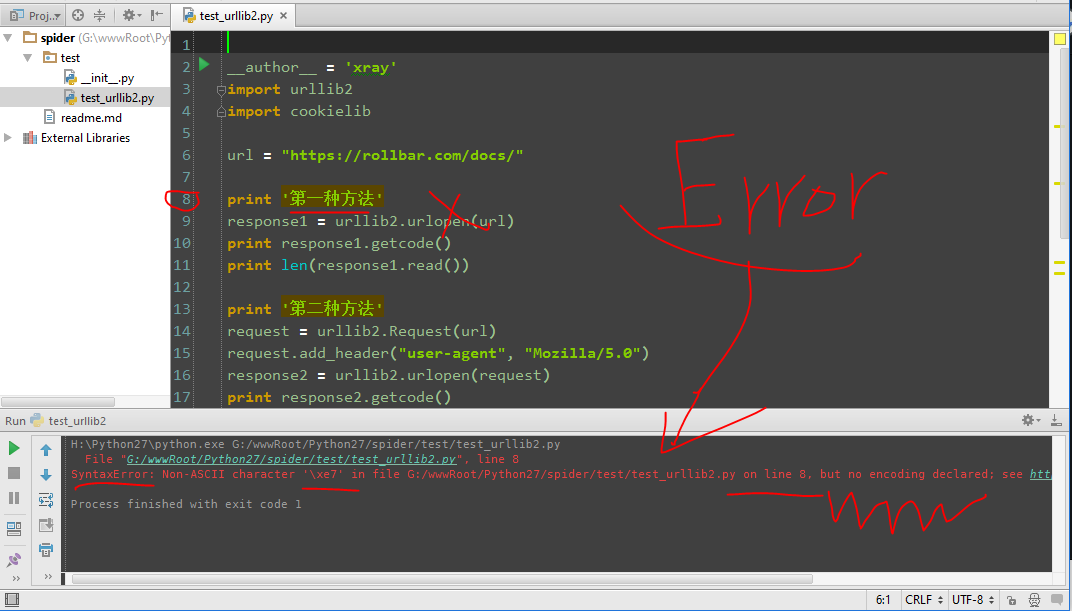 Proj..
test_urllib2.py
spider (G:\wwwRoot\Pyt
test
__init__.py
test_urllib2.py
readme.md
External Libraries
1
2 __author__ = 'xray'
3 import urllib2
4 import cookielib
5
6 url = "https://rollbar.com/docs/"
7
8 print '第一种方法'
9 response1 = urllib2.urlopen(url)
10 print response1.getcode()
11 print len(response1.read())
12
13 print '第二种方法'
14 request = urllib2.Request(url)
15 request.add_header("user-agent", "Mozilla/5.0")
16 response2 = urllib2.urlopen(request)
17 print response2.getcode()
Error
Run test_urllib2
H:\Python27\python.exe G:/wwwRoot/Python27/spider/test/test_urllib2.py
File "G:/wwwRoot/Python27/spider/test/test_urllib2.py", line 8
SyntaxError: Non-ASCII character '\xe7' in file G:/wwwRoot/Python27/spider/test/test_urllib2.py on line 8, but no encoding declared; see htt
Process finished with exit code 1
6:1 CRLF UTF-8